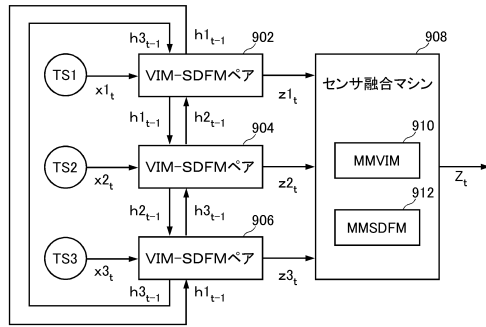 h3t-1
h1t-1
902
908
TS1
x1t
VIM-SDFMペア
z1t
センサ融合マシン
h1t-1
h2t-1
904
910
TS2
x2t
VIM-SDFMペア
z2t
MMVIM
Zt
h2t-1
h3t-1
906
912
MMSDFM
TS3
x3t
VIM-SDFMペア
z3t
h3t-1
h1t-1